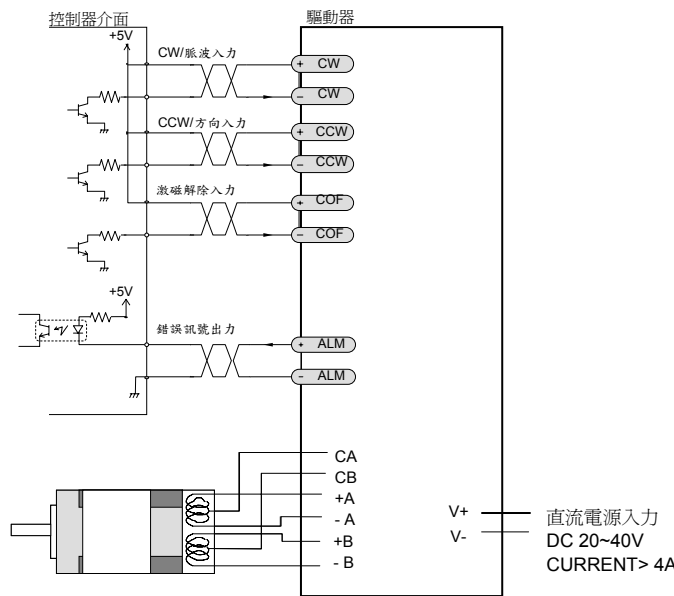 控制器介面
驅動器
+5V
CW/脈波入力
+ CW
− CW
CCW/方向入力
+ CCW
− CCW
激磁解除入力
+ COF
− COF
+5V
錯誤訊號出力
+ ALM
− ALM
CA
CB
+A
- A
+B
- B
V+
V-
直流電源入力
DC 20~40V
CURRENT> 4A